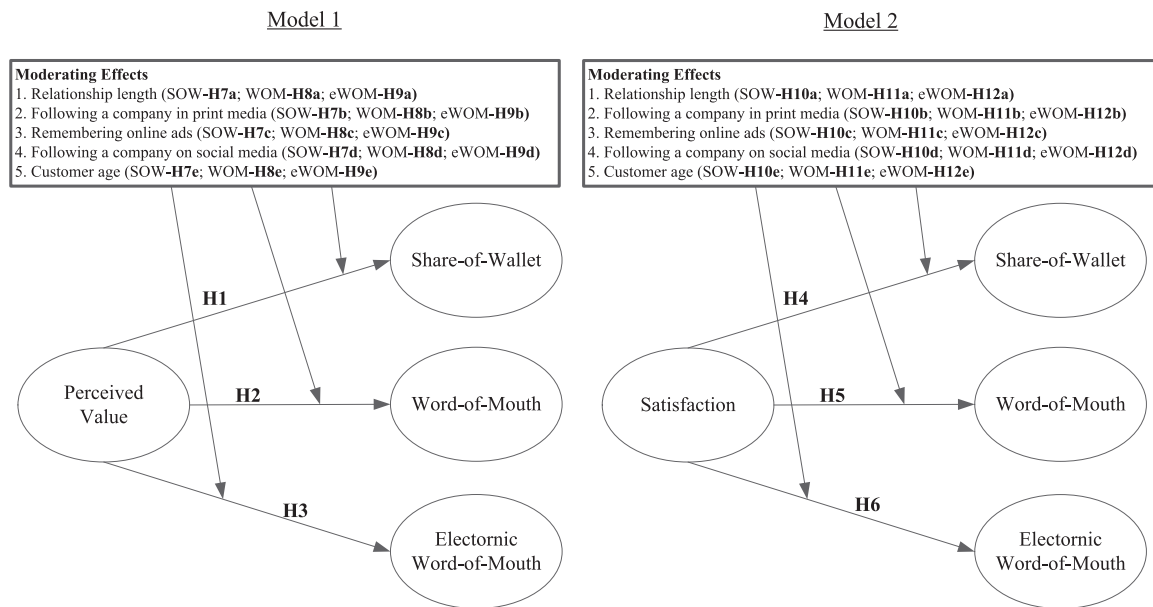 Model 1
Moderating Effects
1. Relationship length (SOW-H7a; WOM-H8a; eWOM-H9a)
2. Following a company in print media (SOW-H7b; WOM-H8b; eWOM-H9b)
3. Remembering online ads (SOW-H7c; WOM-H8c; eWOM-H9c)
4. Following a company on social media (SOW-H7d; WOM-H8d; eWOM-H9d)
5. Customer age (SOW-H7e; WOM-H8e; eWOM-H9e)
Share-of-Wallet
H1
Perceived
Value
H2
Word-of-Mouth
H3
Electornic
Word-of-Mouth
Model 2
Moderating Effects
1. Relationship length (SOW-H10a; WOM-H11a; eWOM-H12a)
2. Following a company in print media (SOW-H10b; WOM-H11b; eWOM-H12b)
3. Remembering online ads (SOW-H10c; WOM-H11c; eWOM-H12c)
4. Following a company on social media (SOW-H10d; WOM-H11d; eWOM-H12d)
5. Customer age (SOW-H10e; WOM-H11e; eWOM-H12e)
Share-of-Wallet
H4
Satisfaction
H5
Word-of-Mouth
H6
Electornic
Word-of-Mouth